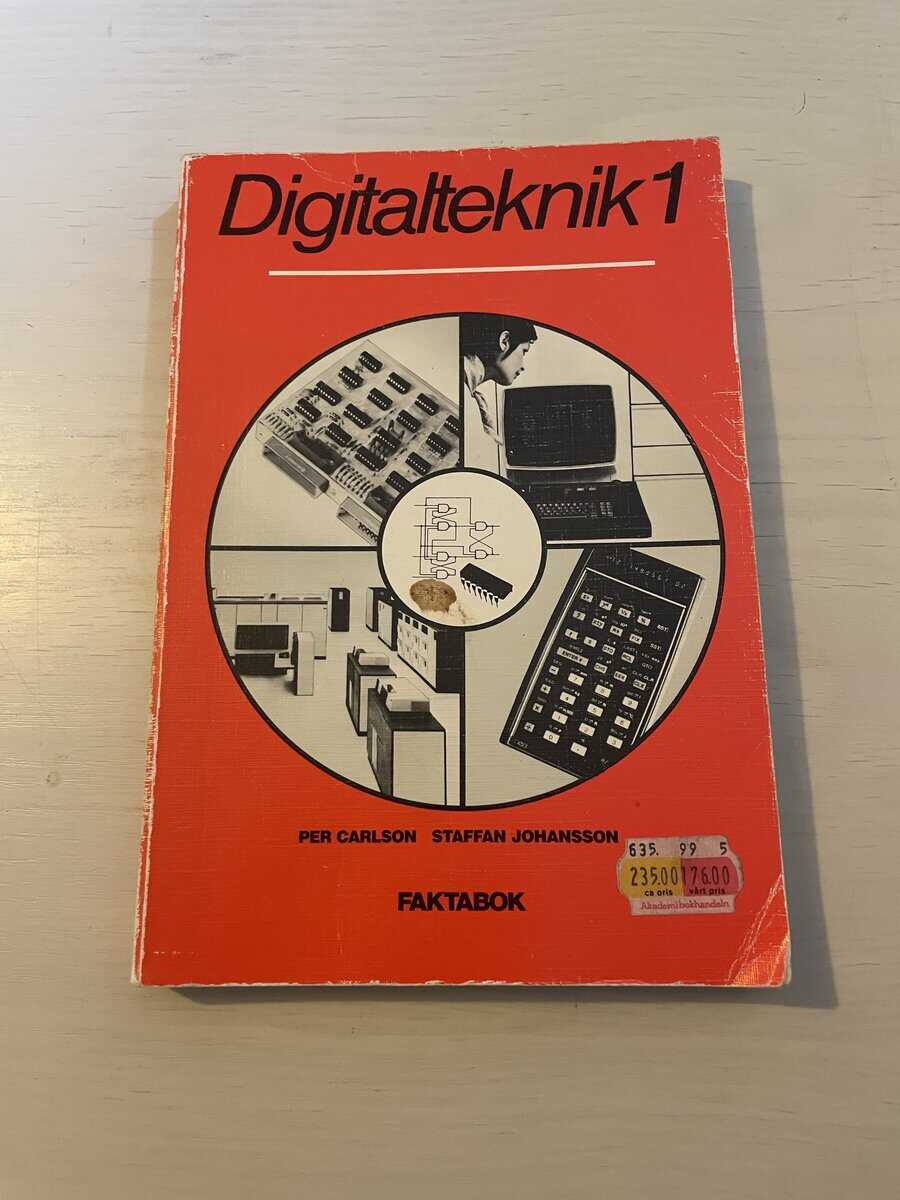 Digitalteknik 1
PER CARLSON STAFFAN JOHANSSON
FAKTABOK
635. 99 5
235.00 176.00
ca pris vårt pris
Akademibokhandeln